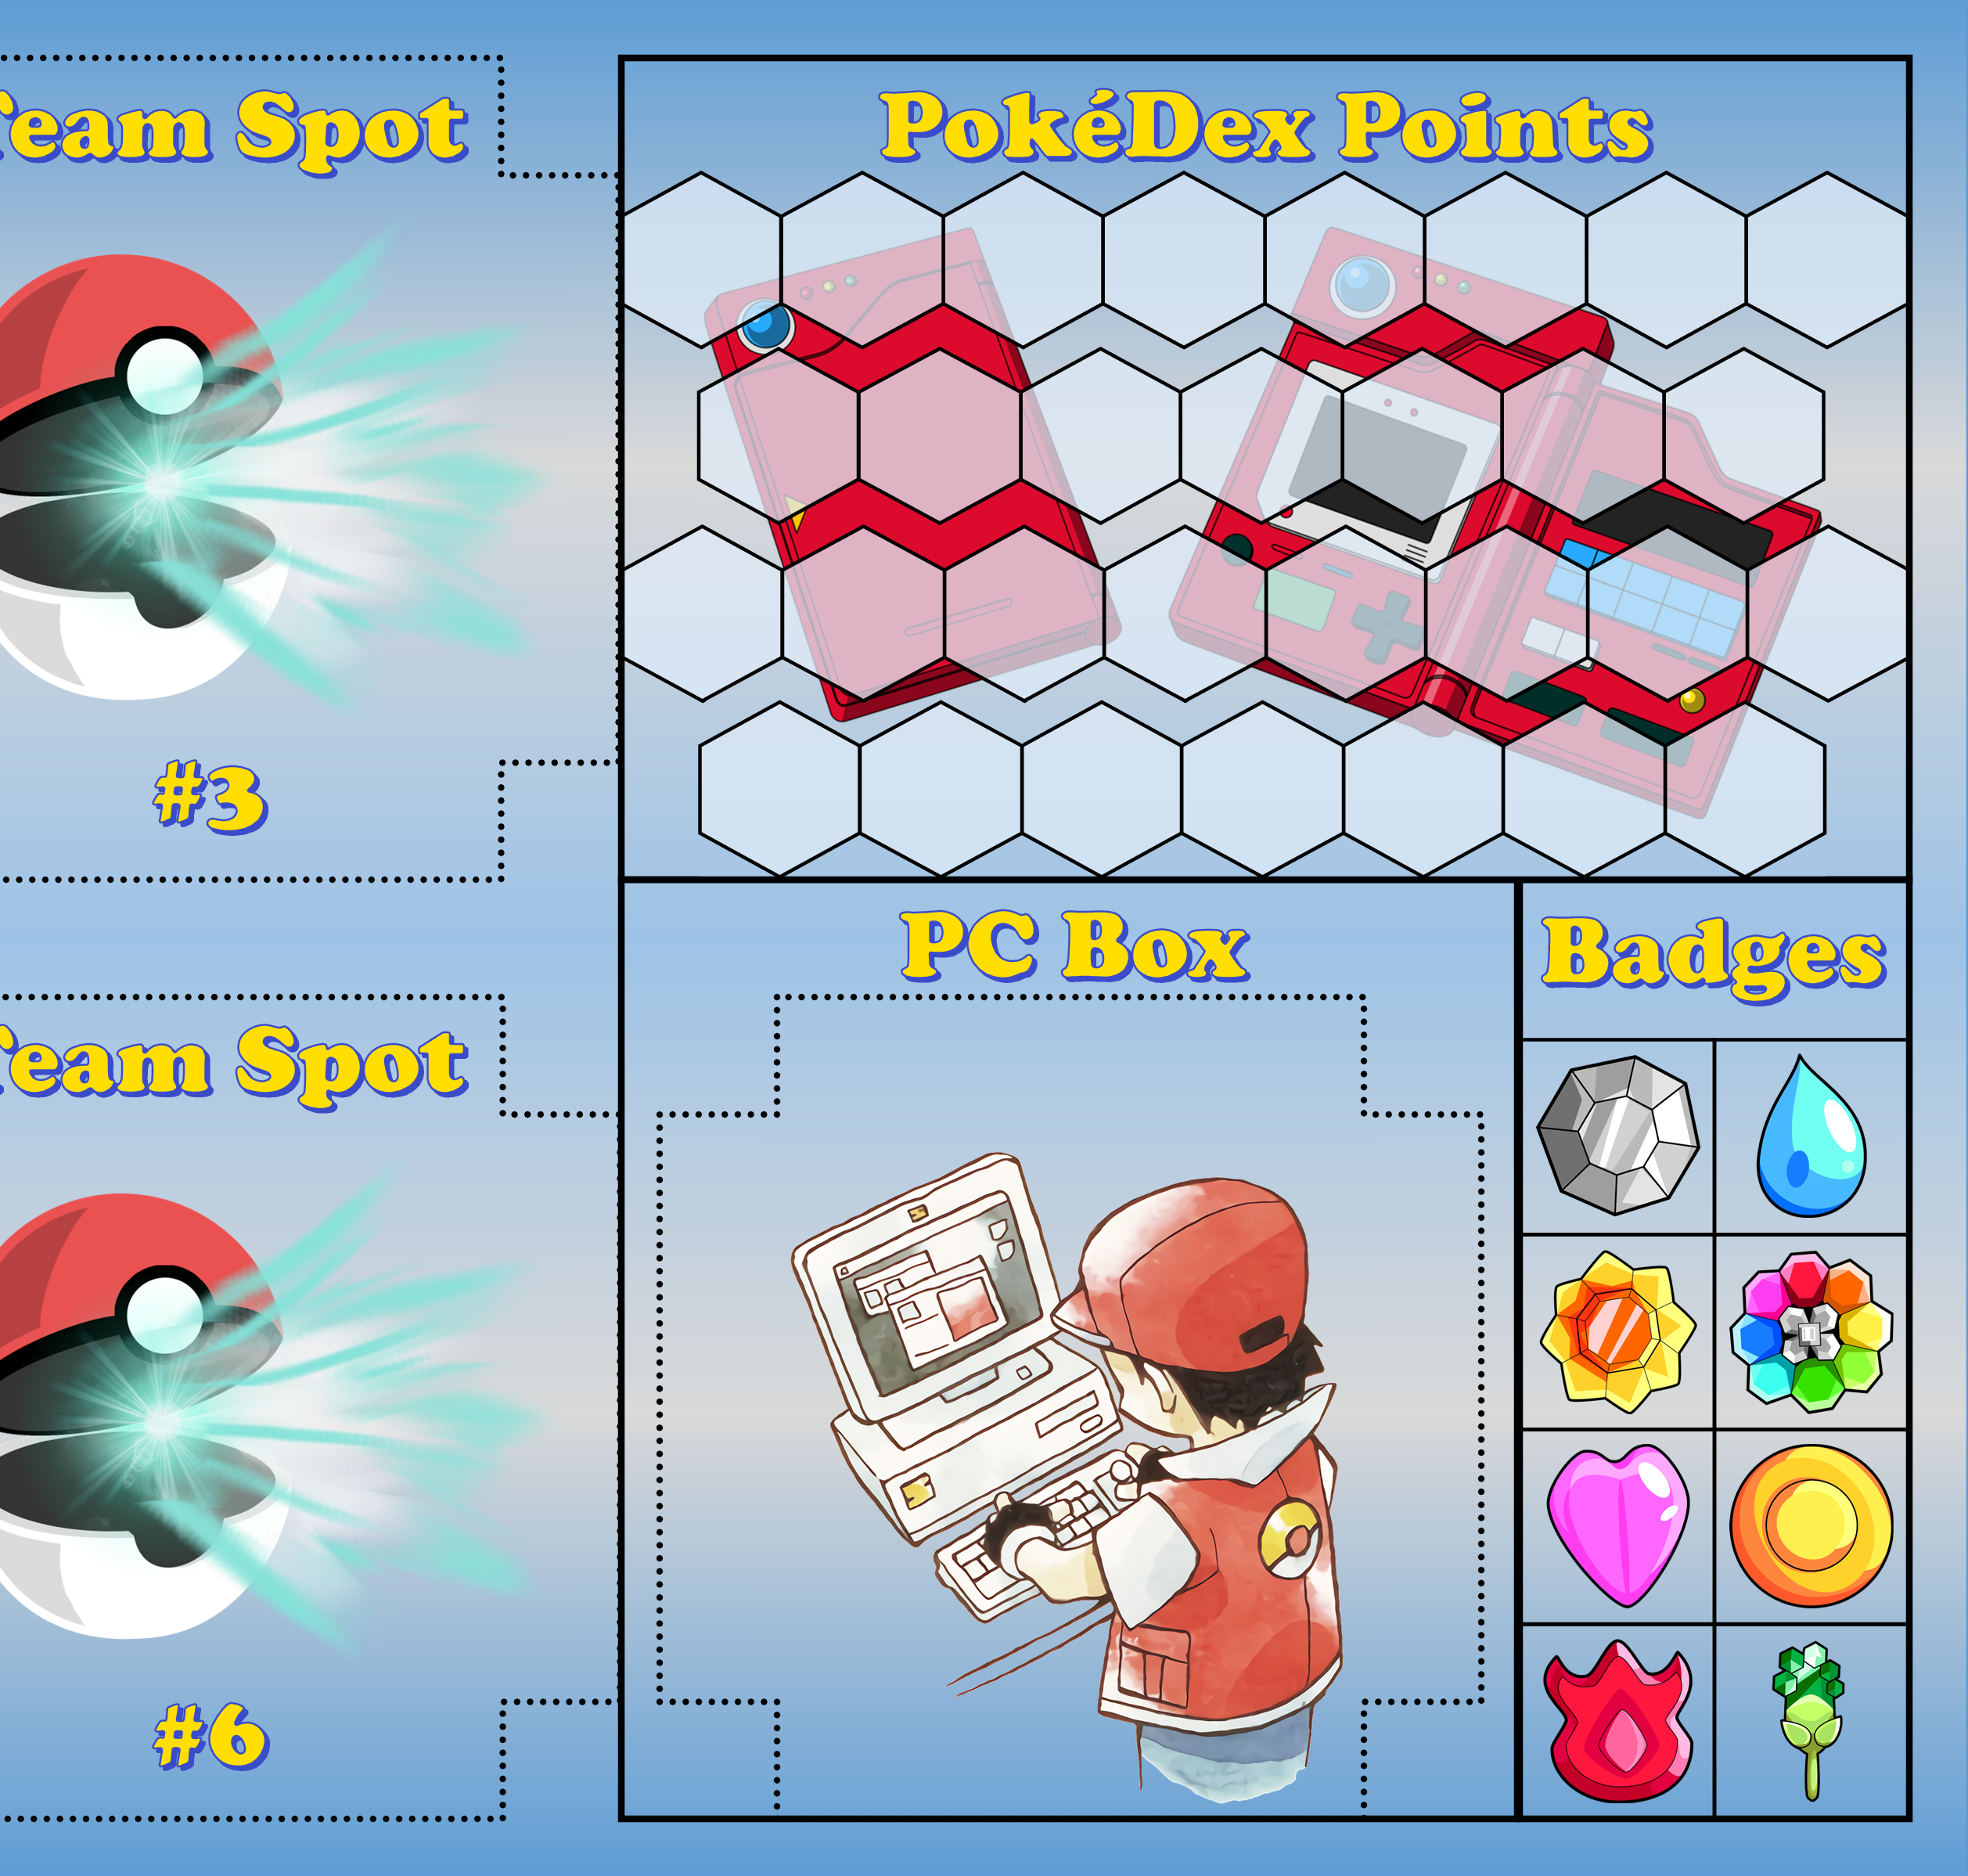 Team Spot
#3
PokéDex Points
Team Spot
#6
PC Box
Badges